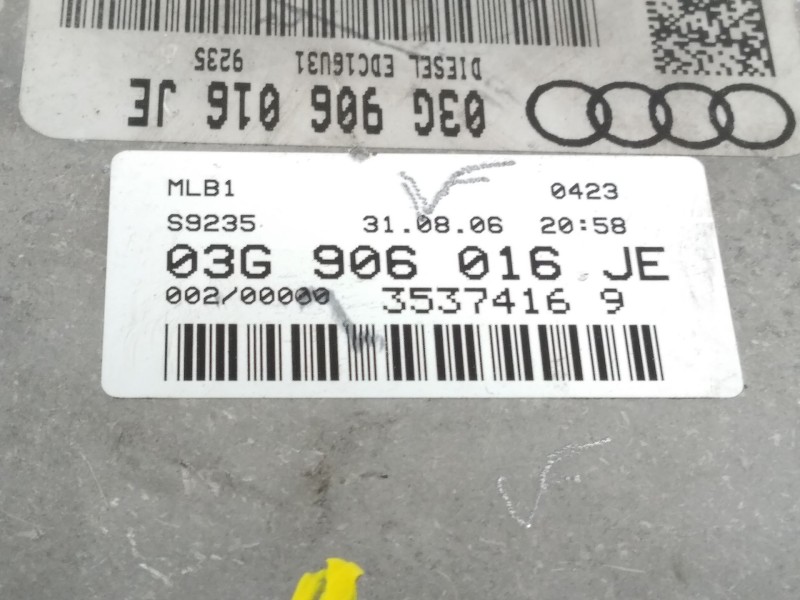 9235 DIESEL EDC16U31
03G 906 016 JE
MLB1 0423
S9235 31.08.06 20:58
03G 906 016 JE
002/00000 3537416 9